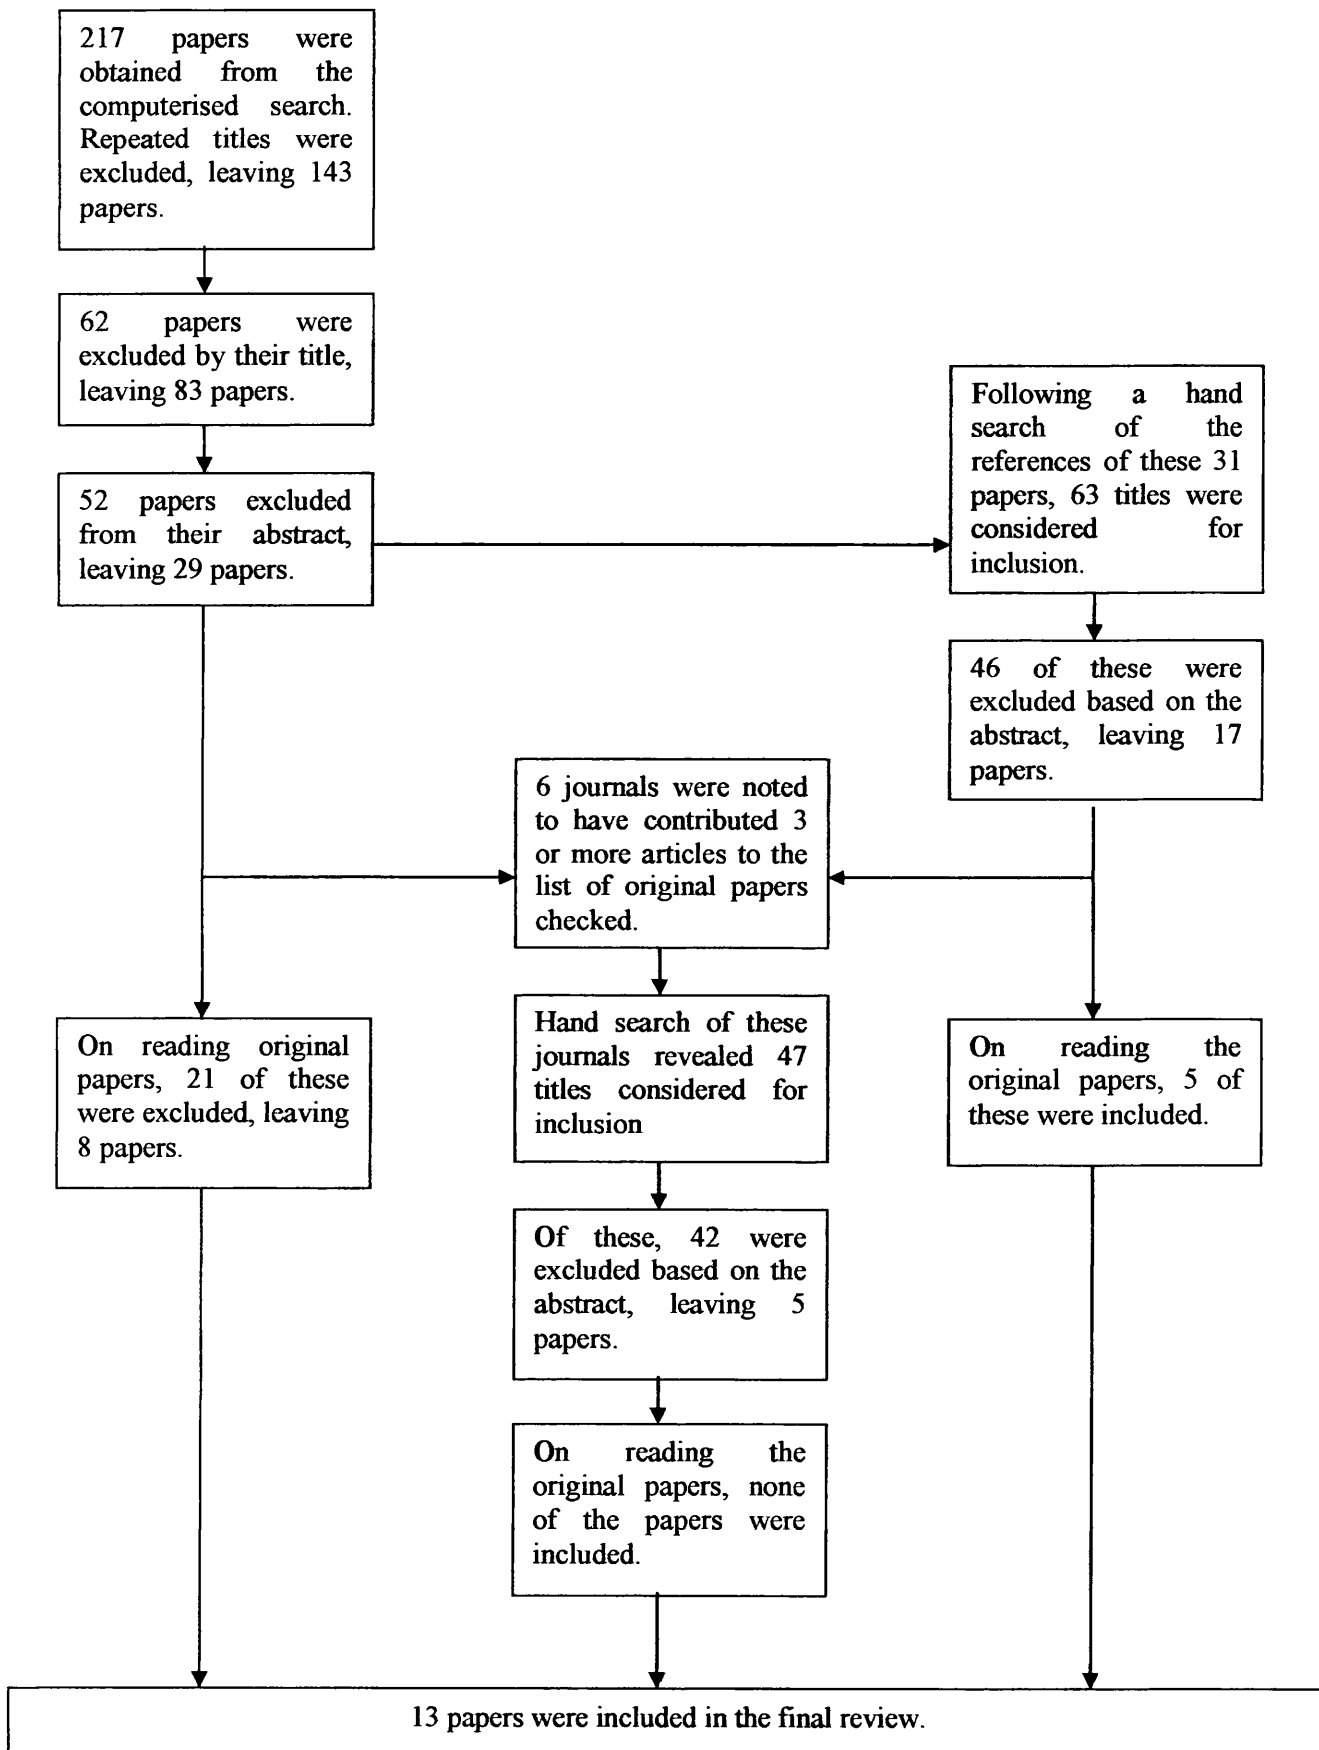 217 papers were
obtained from the
computerised search.
Repeated titles were
excluded, leaving 143
papers.
62 papers were
excluded by their title,
leaving 83 papers.
52 papers excluded
from their abstract,
leaving 29 papers.
Following a hand
search of the
references of these 31
papers, 63 titles were
considered for
inclusion.
46 of these were
excluded based on the
abstract, leaving 17
papers.
6 journals were noted
to have contributed 3
or more articles to the
list of original papers
checked.
On reading original
papers, 21 of these
were excluded, leaving
8 papers.
Hand search of these
journals revealed 47
titles considered for
inclusion
On reading the
original papers, 5 of
these were included.
Of these, 42 were
excluded based on the
abstract, leaving 5
papers.
On reading the
original papers, none
of the papers were
included.
13 papers were included in the final review.